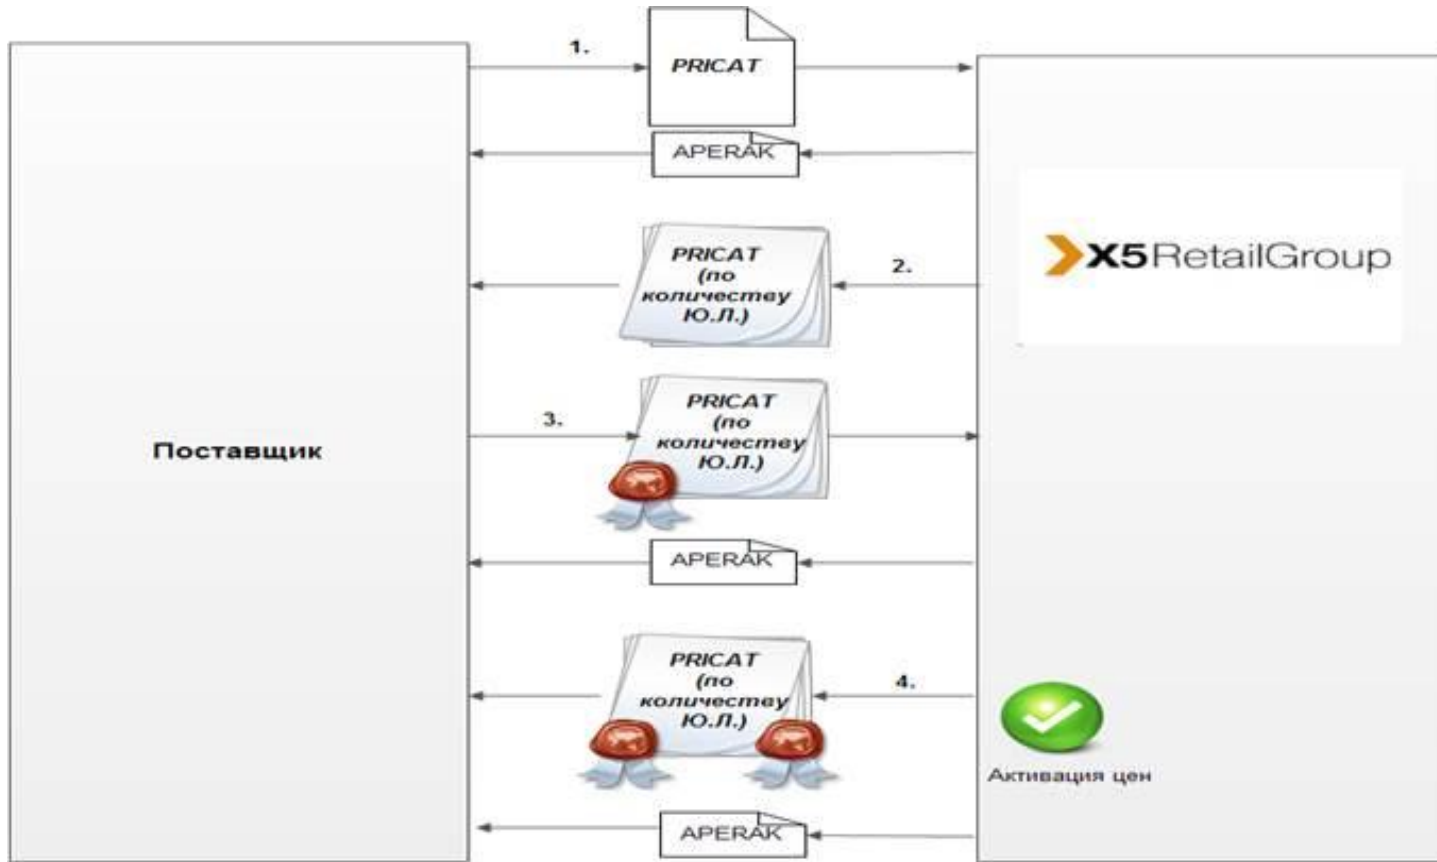 1.
PRICAT
APERAK
PRICAT
(по
количеству
Ю.Л.)
2.
X5RetailGroup
3.
PRICAT
(по
количеству
Ю.Л.)
Поставщик
APERAK
PRICAT
(по
количеству
Ю.Л.)
4.
Активация цен
APERAK